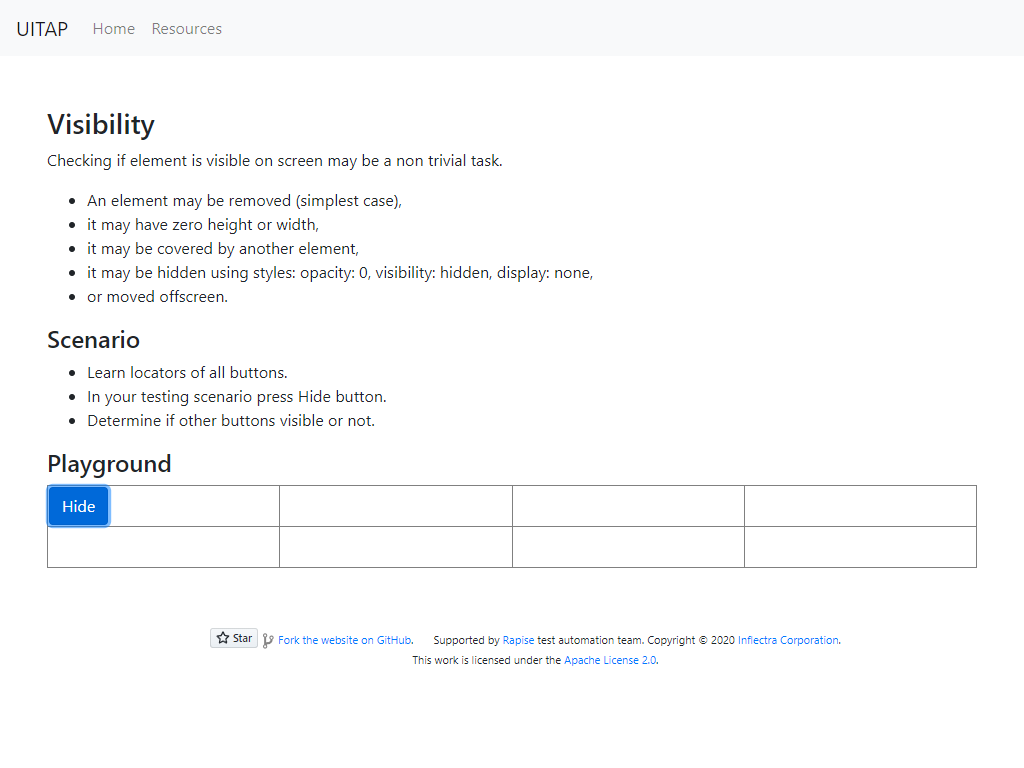 UITAP Home Resources
Visibility
Checking if element is visible on screen may be a non trivial task.
An element may be removed (simplest case),
it may have zero height or width,
it may be covered by another element,
it may be hidden using styles: opacity: 0, visibility: hidden, display: none,
or moved offscreen.
Scenario
Learn locators of all buttons.
In your testing scenario press Hide button.
Determine if other buttons visible or not.
Playground
Hide
Star Fork the website on GitHub. Supported by Rapise test automation team. Copyright © 2020 Inflectra Corporation.
This work is licensed under the Apache License 2.0.